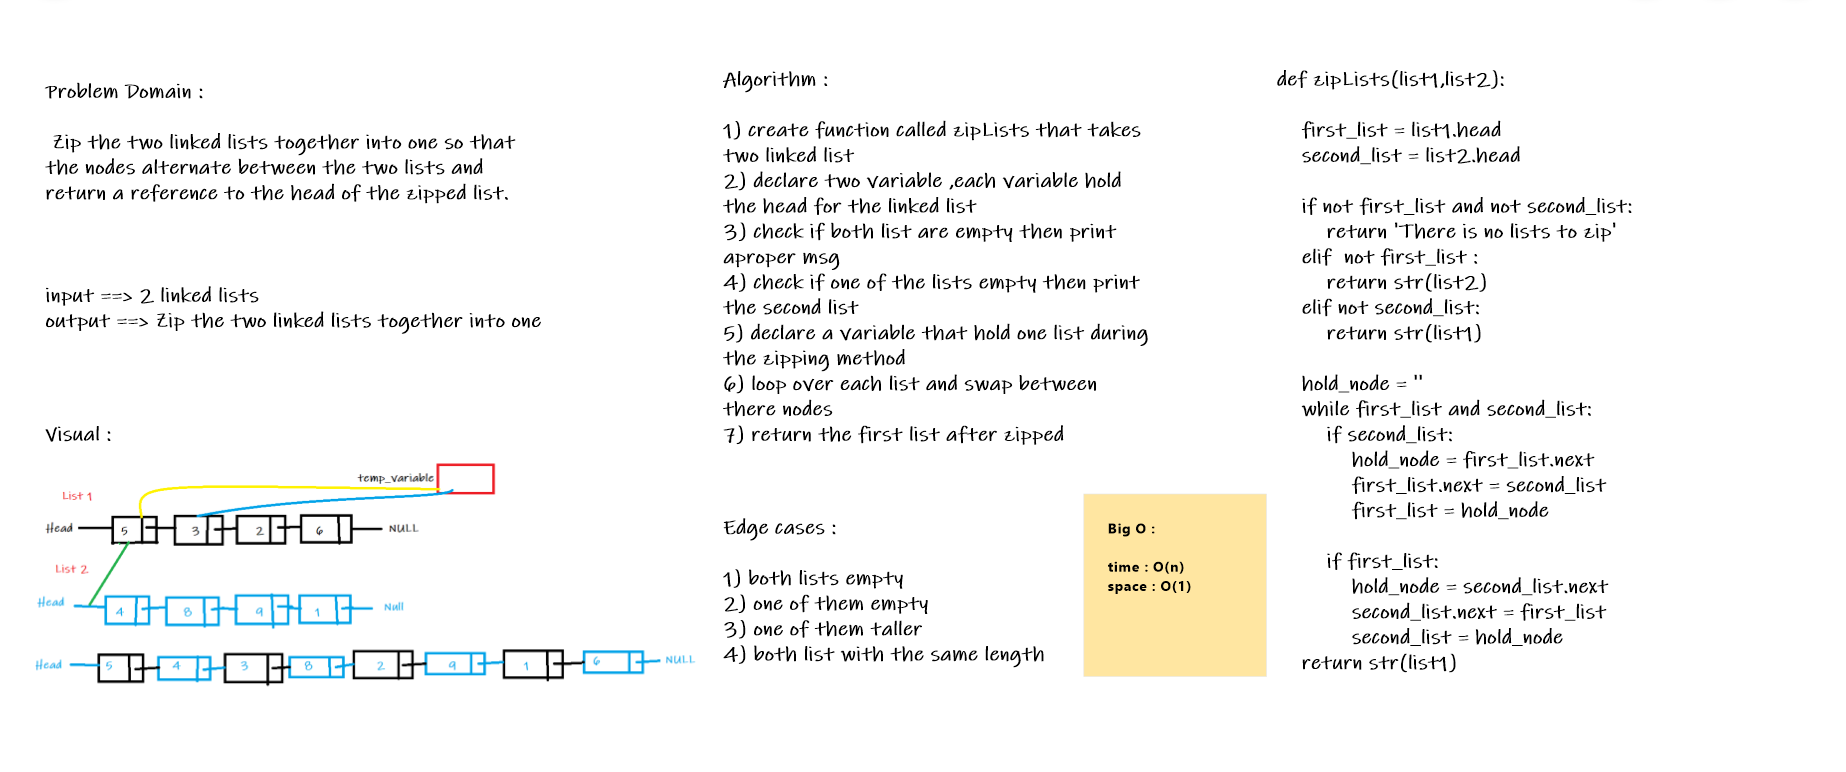 Problem Domain :
Zip the two linked lists together into one so that
the nodes alternate between the two lists and
return a reference to the head of the zipped list.
input ==> 2 linked lists
output ==> Zip the two linked lists together into one
Visual :
temp_variable
List 1
Head 5 3 2 6 NULL
List 2
Head 4 8 9 1 Null
Head 5 4 3 8 2 9 1 6 NULL
Algorithm :
1) create function called zipLists that takes
two linked list
2) declare two variable ,each variable hold
the head for the linked list
3) check if both list are empty then print
aproper msg
4) check if one of the lists empty then print
the second list
5) declare a variable that hold one list during
the zipping method
6) loop over each list and swap between
there nodes
7) return the first list after zipped
Edge cases :
1) both lists empty
2) one of them empty
3) one of them taller
4) both list with the same length
Big O :
time : O(n)
space : O(1)
def zipLists(list1,list2):
first_list = list1.head
second_list = list2.head
if not first_list and not second_list:
return 'There is no lists to zip'
elif  not first_list :
return str(list2)
elif not second_list:
return str(list1)
hold_node = ''
while first_list and second_list:
if second_list:
hold_node = first_list.next
first_list.next = second_list
first_list = hold_node
if first_list:
hold_node = second_list.next
second_list.next = first_list
second_list = hold_node
return str(list1)